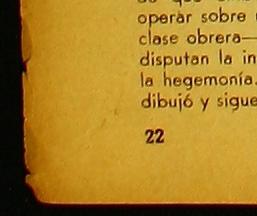 operar sobre
clase obrera—
disputan la in
la hegemonía.
dibujó y sigue
22